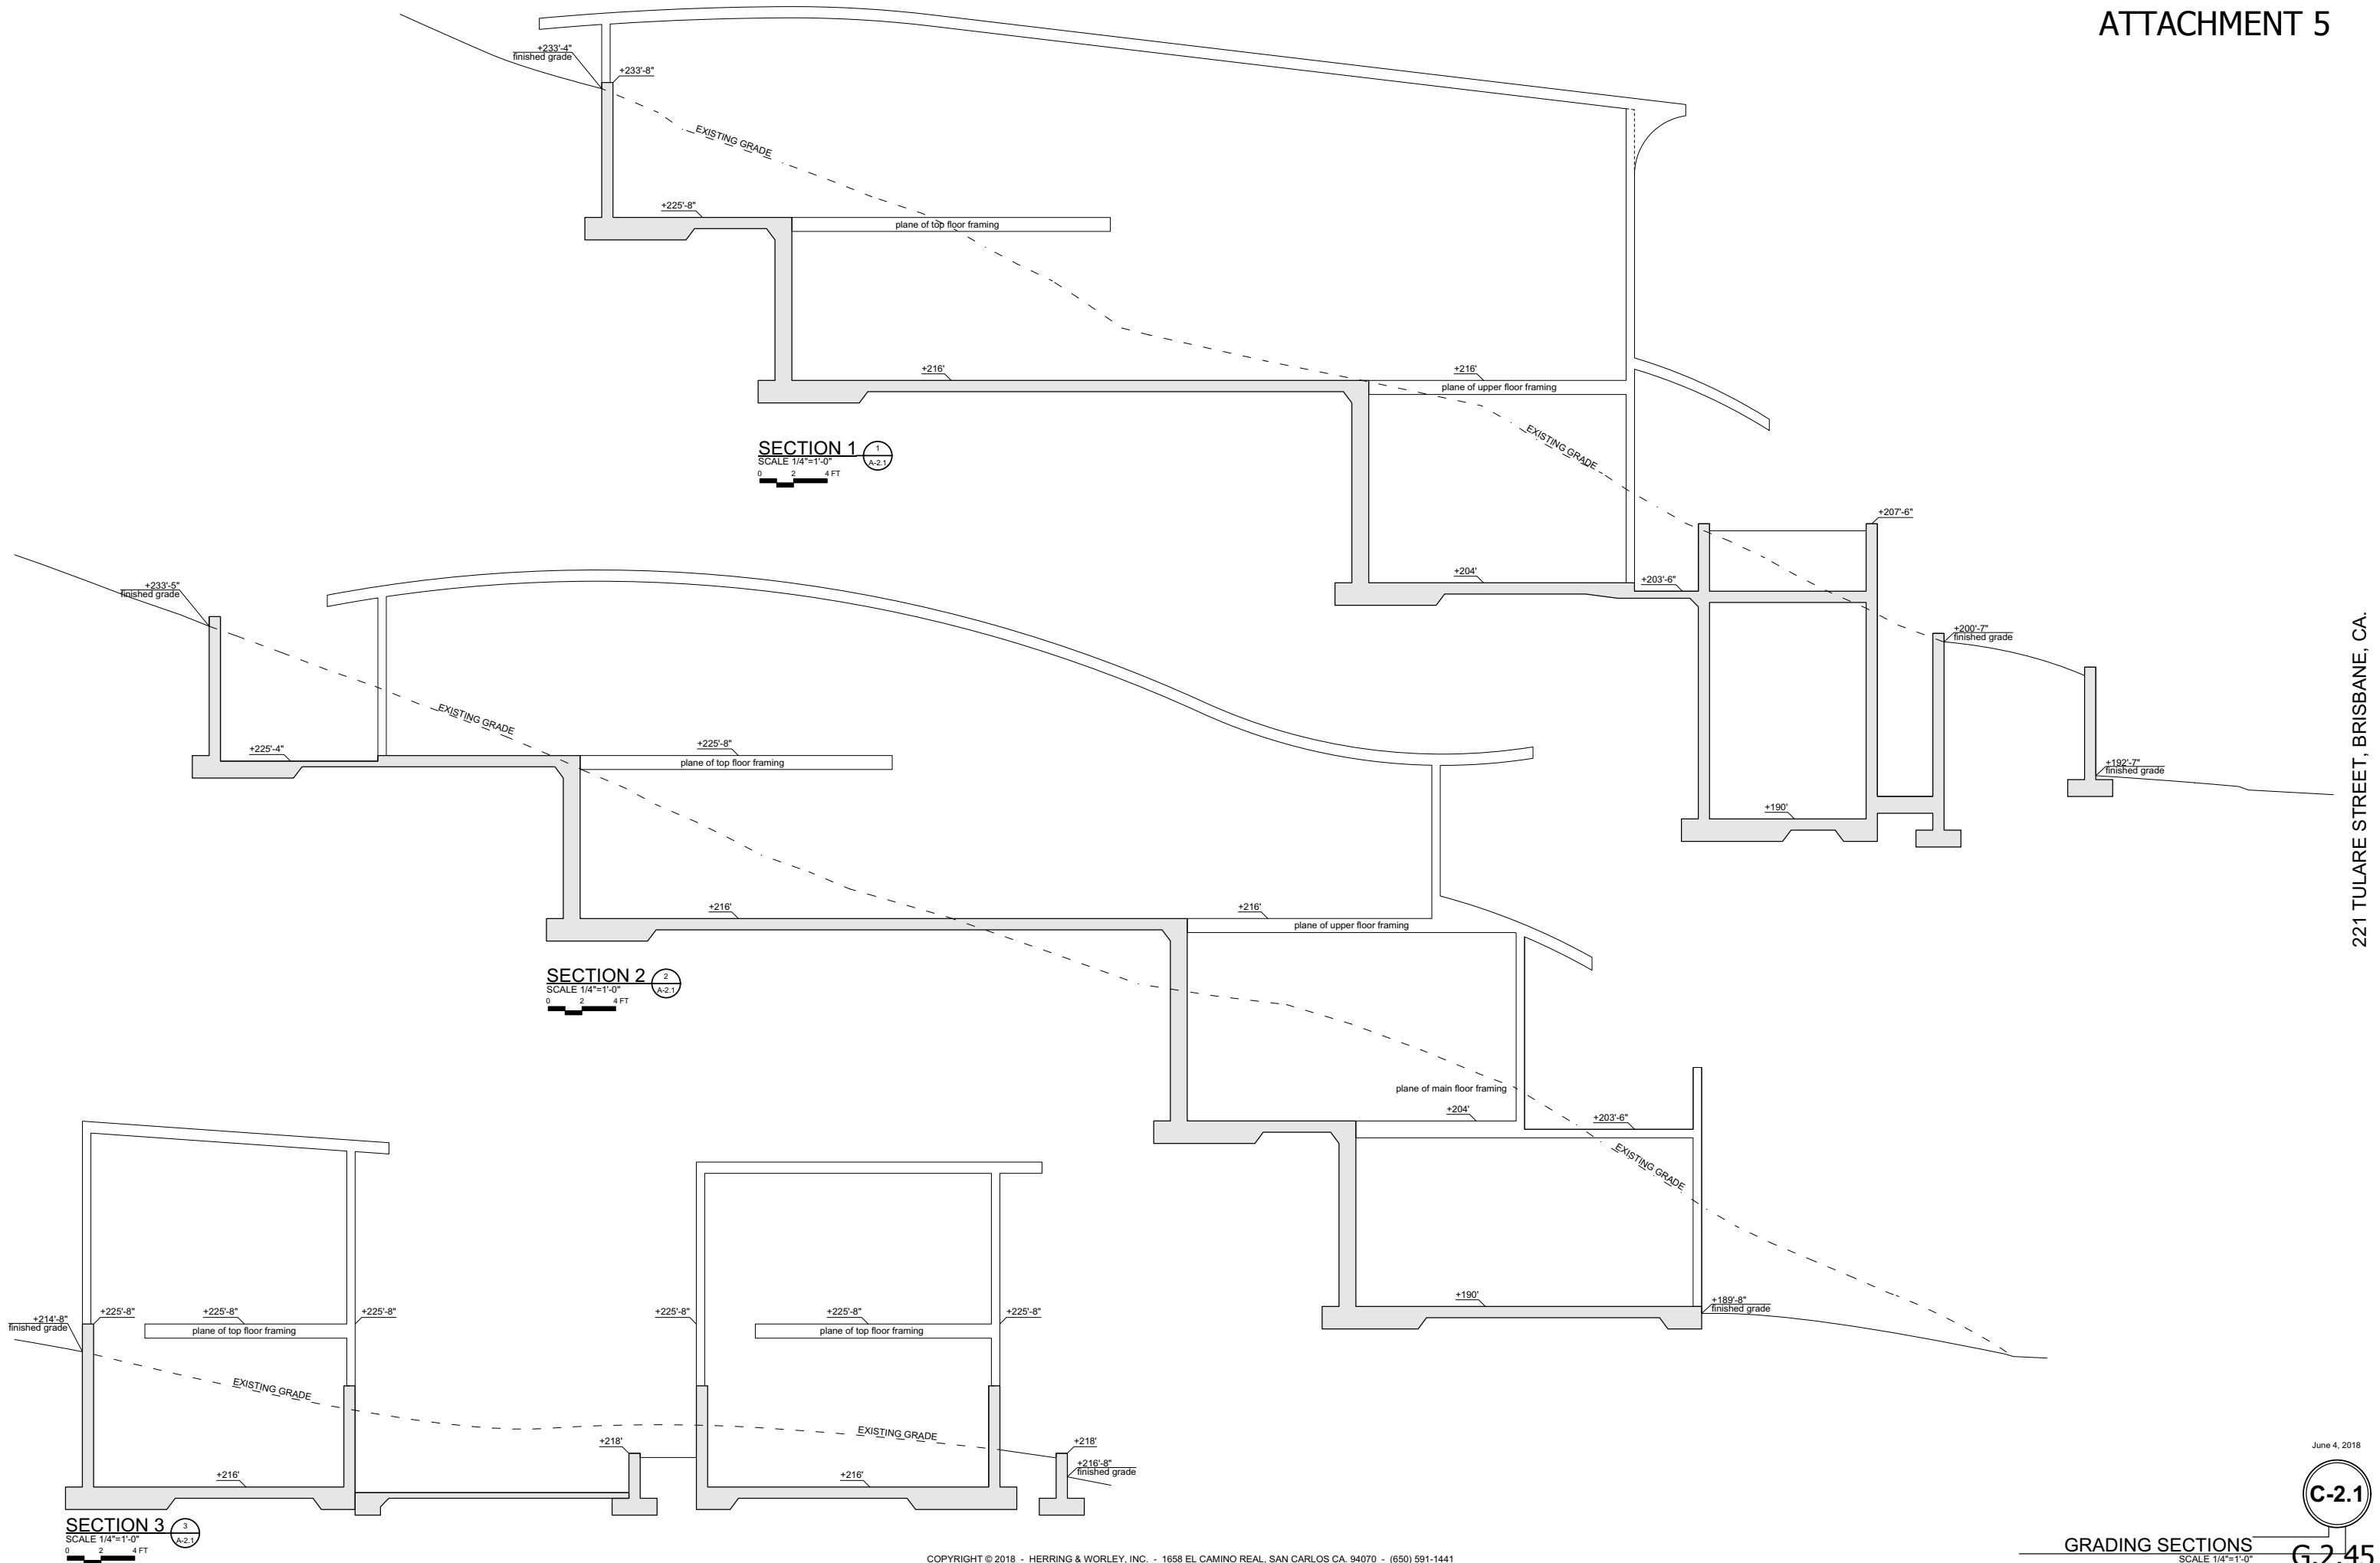 ATTACHMENT 5
+233'-4"
finished grade
+233'-8"
EXISTING GRADE
+225'-8"
plane of top floor framing
+216'
+216'
plane of upper floor framing
EXISTING GRADE
SECTION 1
SCALE 1/4"=1'-0"
0 2 4 FT
1
A-2.1
+207'-6"
+204'
+203'-6"
+200'-7"
finished grade
+192'-7"
finished grade
+190'
+233'-5"
finished grade
EXISTING GRADE
+225'-4"
+225'-8"
plane of top floor framing
+216'
+216'
plane of upper floor framing
SECTION 2
SCALE 1/4"=1'-0"
0 2 4 FT
2
A-2.1
plane of main floor framing
+204'
+203'-6"
EXISTING GRADE
+190'
+189'-8"
finished grade
+214'-8"
finished grade
+225'-8"
+225'-8"
plane of top floor framing
+225'-8"
+225'-8"
+225'-8"
plane of top floor framing
+225'-8"
EXISTING GRADE
EXISTING GRADE
+218'
+218'
+216'-8"
finished grade
+216'
+216'
SECTION 3
SCALE 1/4"=1'-0"
0 2 4 FT
3
A-2.1
221 TULARE STREET, BRISBANE, CA.
June 4, 2018
C-2.1
GRADING SECTIONS
SCALE 1/4"=1'-0"
G.2.45
COPYRIGHT © 2018 - HERRING & WORLEY, INC. - 1658 EL CAMINO REAL, SAN CARLOS CA. 94070 - (650) 591-1441